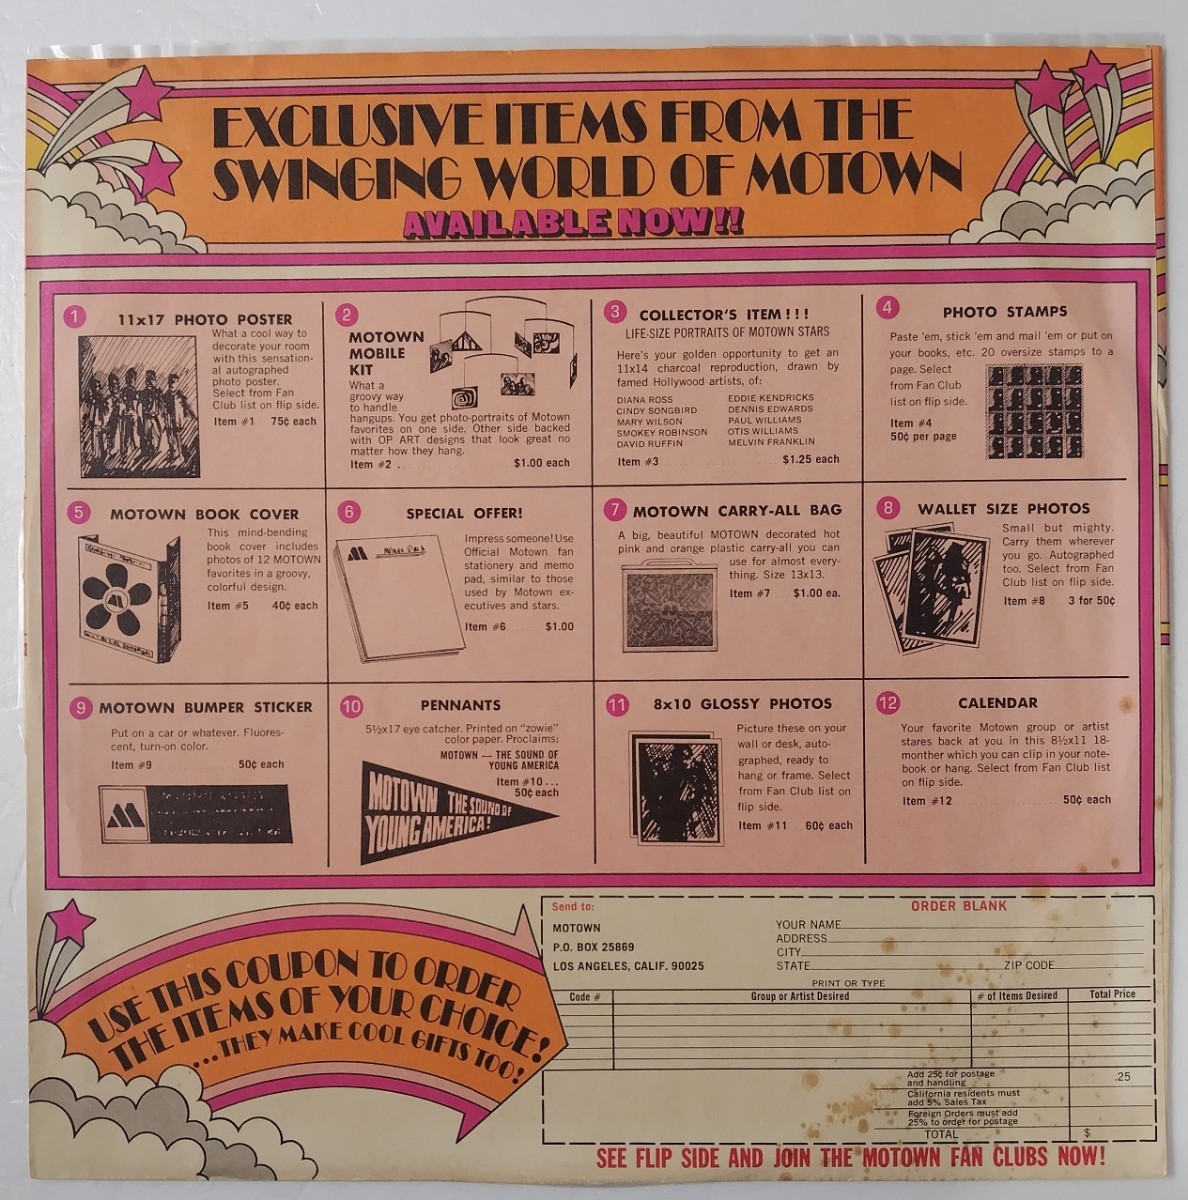 EXCLUSIVE ITEMS FROM THE
SWINGING WORLD OF MOTOWN
AVAILABLE NOW!!
1
11x17 PHOTO POSTER
What a cool way to
decorate your room
with this sensation-
al autographed
photo poster.
Select from Fan
Club list on flip side.
Item #1 75¢ each
2
MOTOWN
MOBILE
KIT
What a
groovy way
to handle
hangups. You get photo-portraits of Motown
favorites on one side. Other side backed
with OP ART designs that look great no
matter how they hang.
Item #2 . $1.00 each
3
COLLECTOR'S ITEM!!!
LIFE-SIZE PORTRAITS OF MOTOWN STARS
Here's your golden opportunity to get an
11x14 charcoal reproduction, drawn by
famed Hollywood artists, of:
DIANA ROSS EDDIE KENDRICKS
CINDY SONGBIRD DENNIS EDWARDS
MARY WILSON PAUL WILLIAMS
SMOKEY ROBINSON OTIS WILLIAMS
DAVID RUFFIN MELVIN FRANKLIN
Item #3 $1.25 each
4
PHOTO STAMPS
Paste 'em, stick 'em and mail 'em or put on
your books, etc. 20 oversize stamps to a
page. Select
from Fan Club
list on flip side.
Item #4
50¢ per page
5
MOTOWN BOOK COVER
This mind-bending
book cover includes
photos of 12 MOTOWN
favorites in a groovy,
colorful design.
Item #5 40¢ each
6
SPECIAL OFFER!
Impress someone! Use
Official Motown fan
stationery and memo
pad, similar to those
used by Motown ex-
ecutives and stars.
Item #6 $1.00
7
MOTOWN CARRY-ALL BAG
A big, beautiful MOTOWN decorated hot
pink and orange plastic carry-all you can
use for almost every-
thing. Size 13x13.
Item #7 $1.00 ea.
8
WALLET SIZE PHOTOS
Small but mighty.
Carry them wherever
you go. Autographed
too. Select from Fan
Club list on flip side.
Item #8 3 for 50¢
9
MOTOWN BUMPER STICKER
Put on a car or whatever. Fluores-
cent, turn-on color.
Item #9 50¢ each
10
PENNANTS
5½x17 eye catcher. Printed on "zowie"
color paper. Proclaims:
MOTOWN — THE SOUND OF
YOUNG AMERICA
Item #10...
50¢ each
MOTOWN THE SOUND OF
YOUNG AMERICA!
11
8x10 GLOSSY PHOTOS
Picture these on your
wall or desk, auto-
graphed, ready to
hang or frame. Select
from Fan Club list on
flip side.
Item #11 60¢ each
12
CALENDAR
Your favorite Motown group or artist
stares back at you in this 8½x11 18-
monther which you can clip in your note-
book or hang. Select from Fan Club list
on flip side.
Item #12 50¢ each
USE THIS COUPON TO ORDER
THE ITEMS OF YOUR CHOICE!
...THEY MAKE COOL GIFTS TOO!
Send to:
MOTOWN
P.O. BOX 25869
LOS ANGELES, CALIF. 90025
ORDER BLANK
YOUR NAME
ADDRESS
CITY
STATE ZIP CODE
PRINT OR TYPE
Code # Group or Artist Desired # of Items Desired Total Price
Add 25¢ for postage
and handling .25
California residents must
add 5% Sales Tax
Foreign Orders must add
25% to order for postage
TOTAL $
SEE FLIP SIDE AND JOIN THE MOTOWN FAN CLUBS NOW!